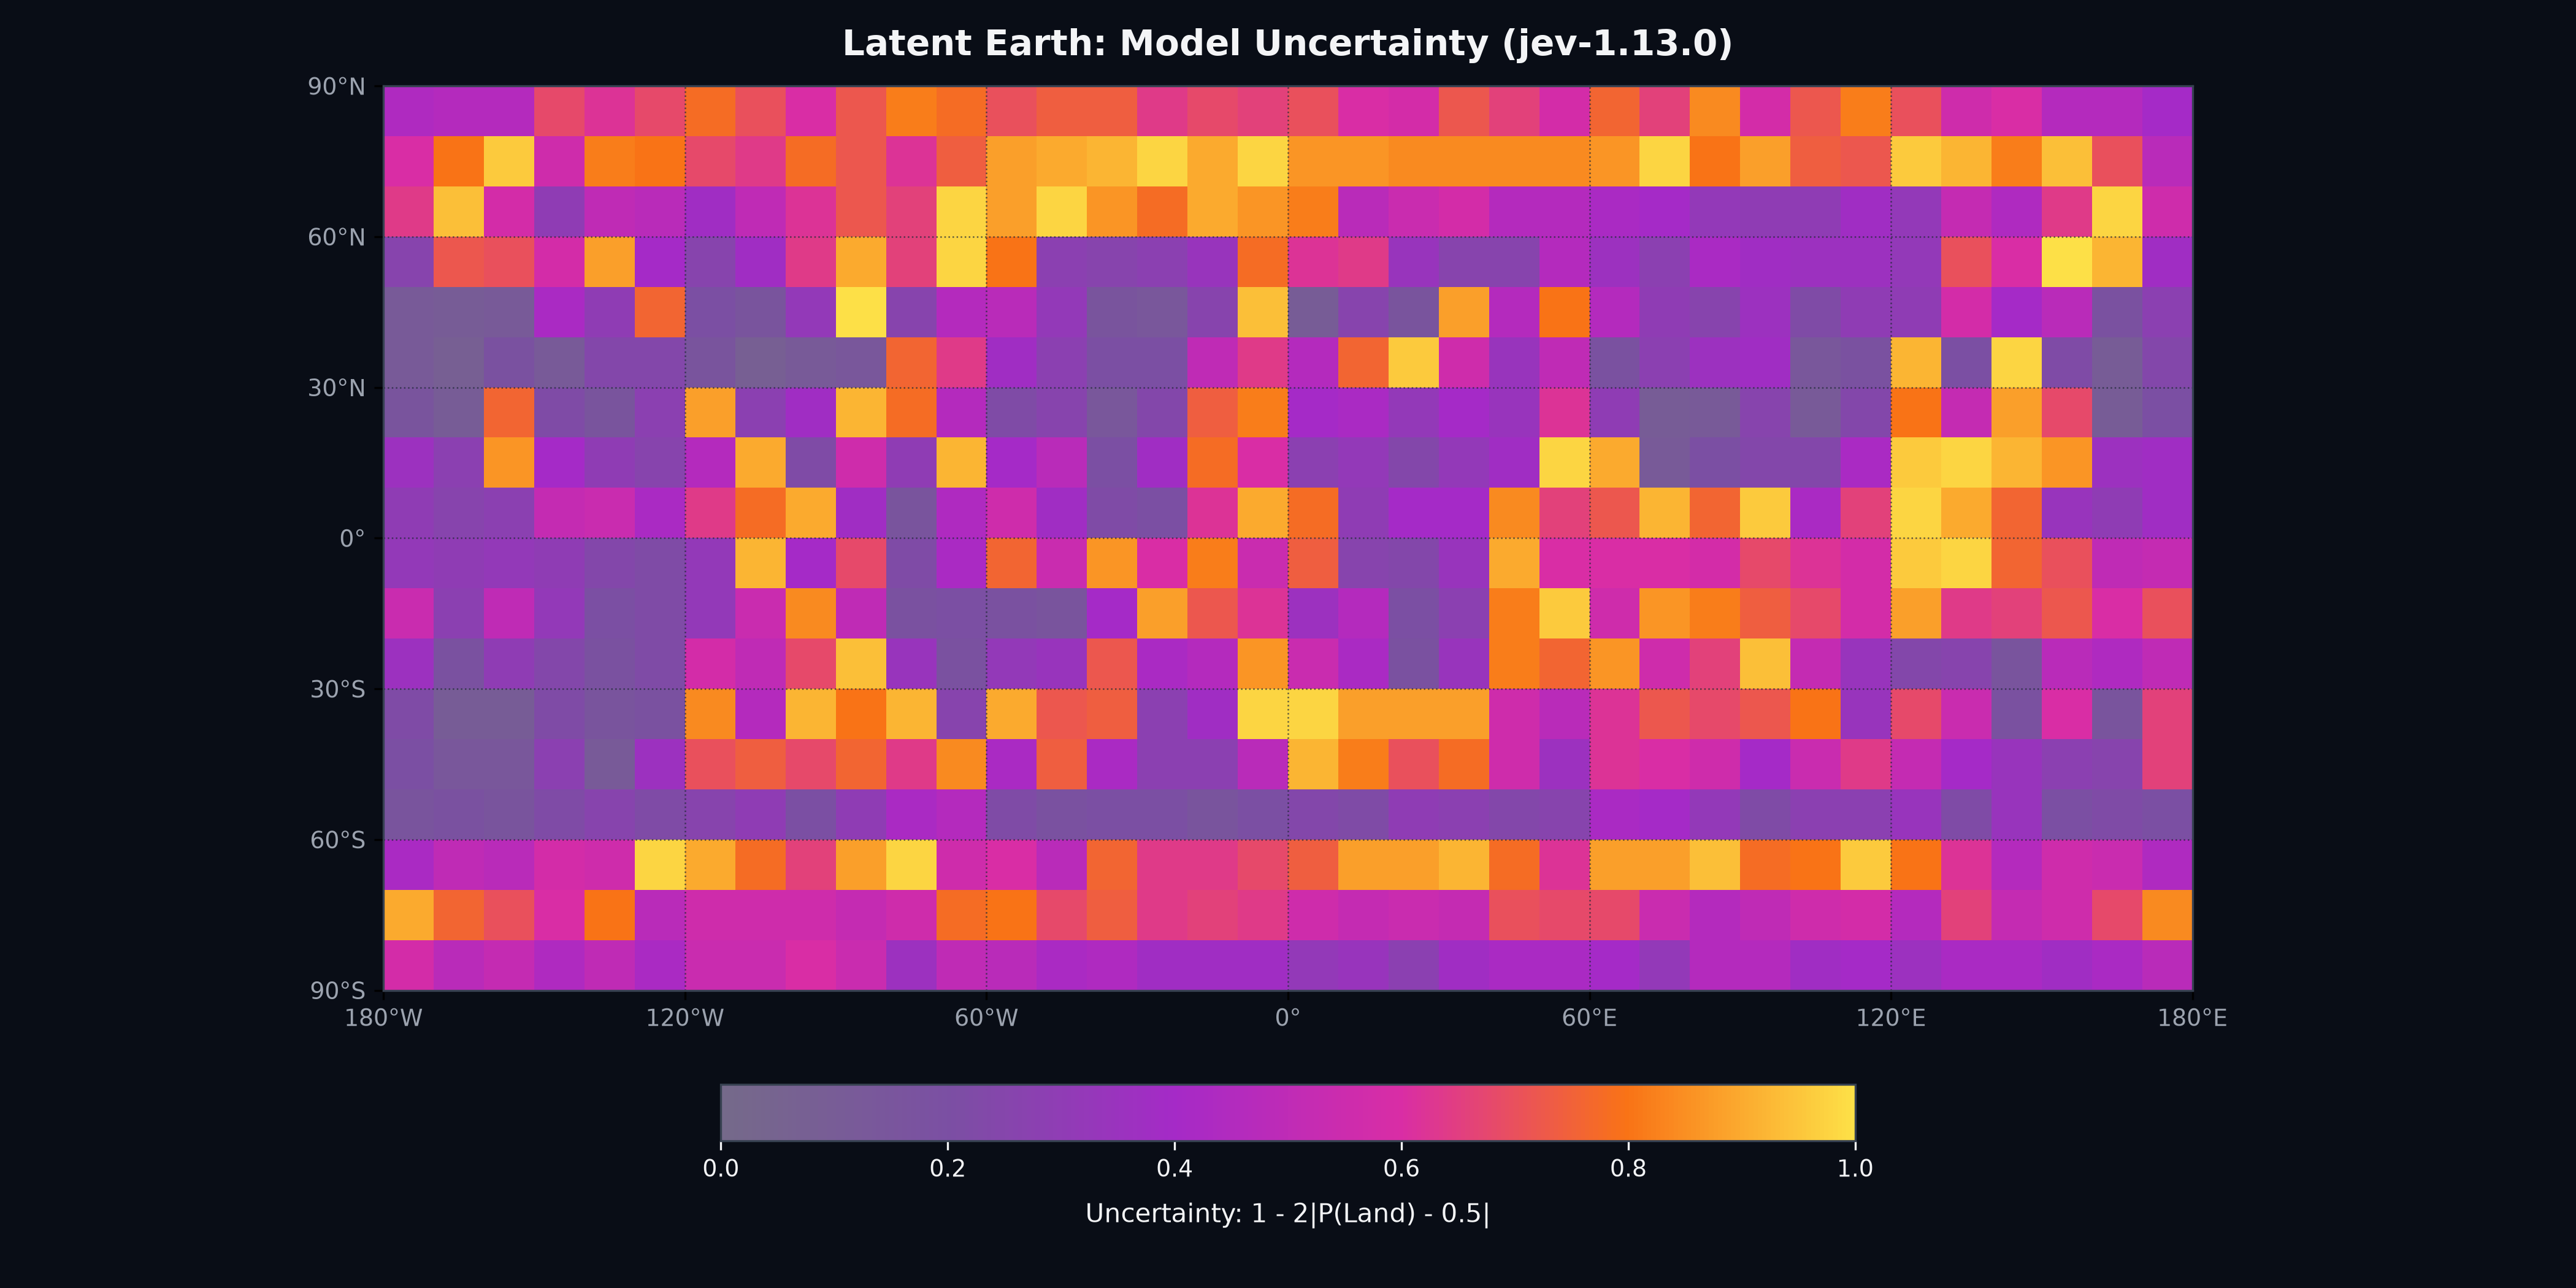 Latent Earth: Model Uncertainty (jev-1.13.0)
90°N
60°N
30°N
0°
30°S
60°S
90°S
180°W 120°W 60°W 0° 60°E 120°E 180°E
0.0 0.2 0.4 0.6 0.8 1.0
Uncertainty: 1 - 2|P(Land) - 0.5|